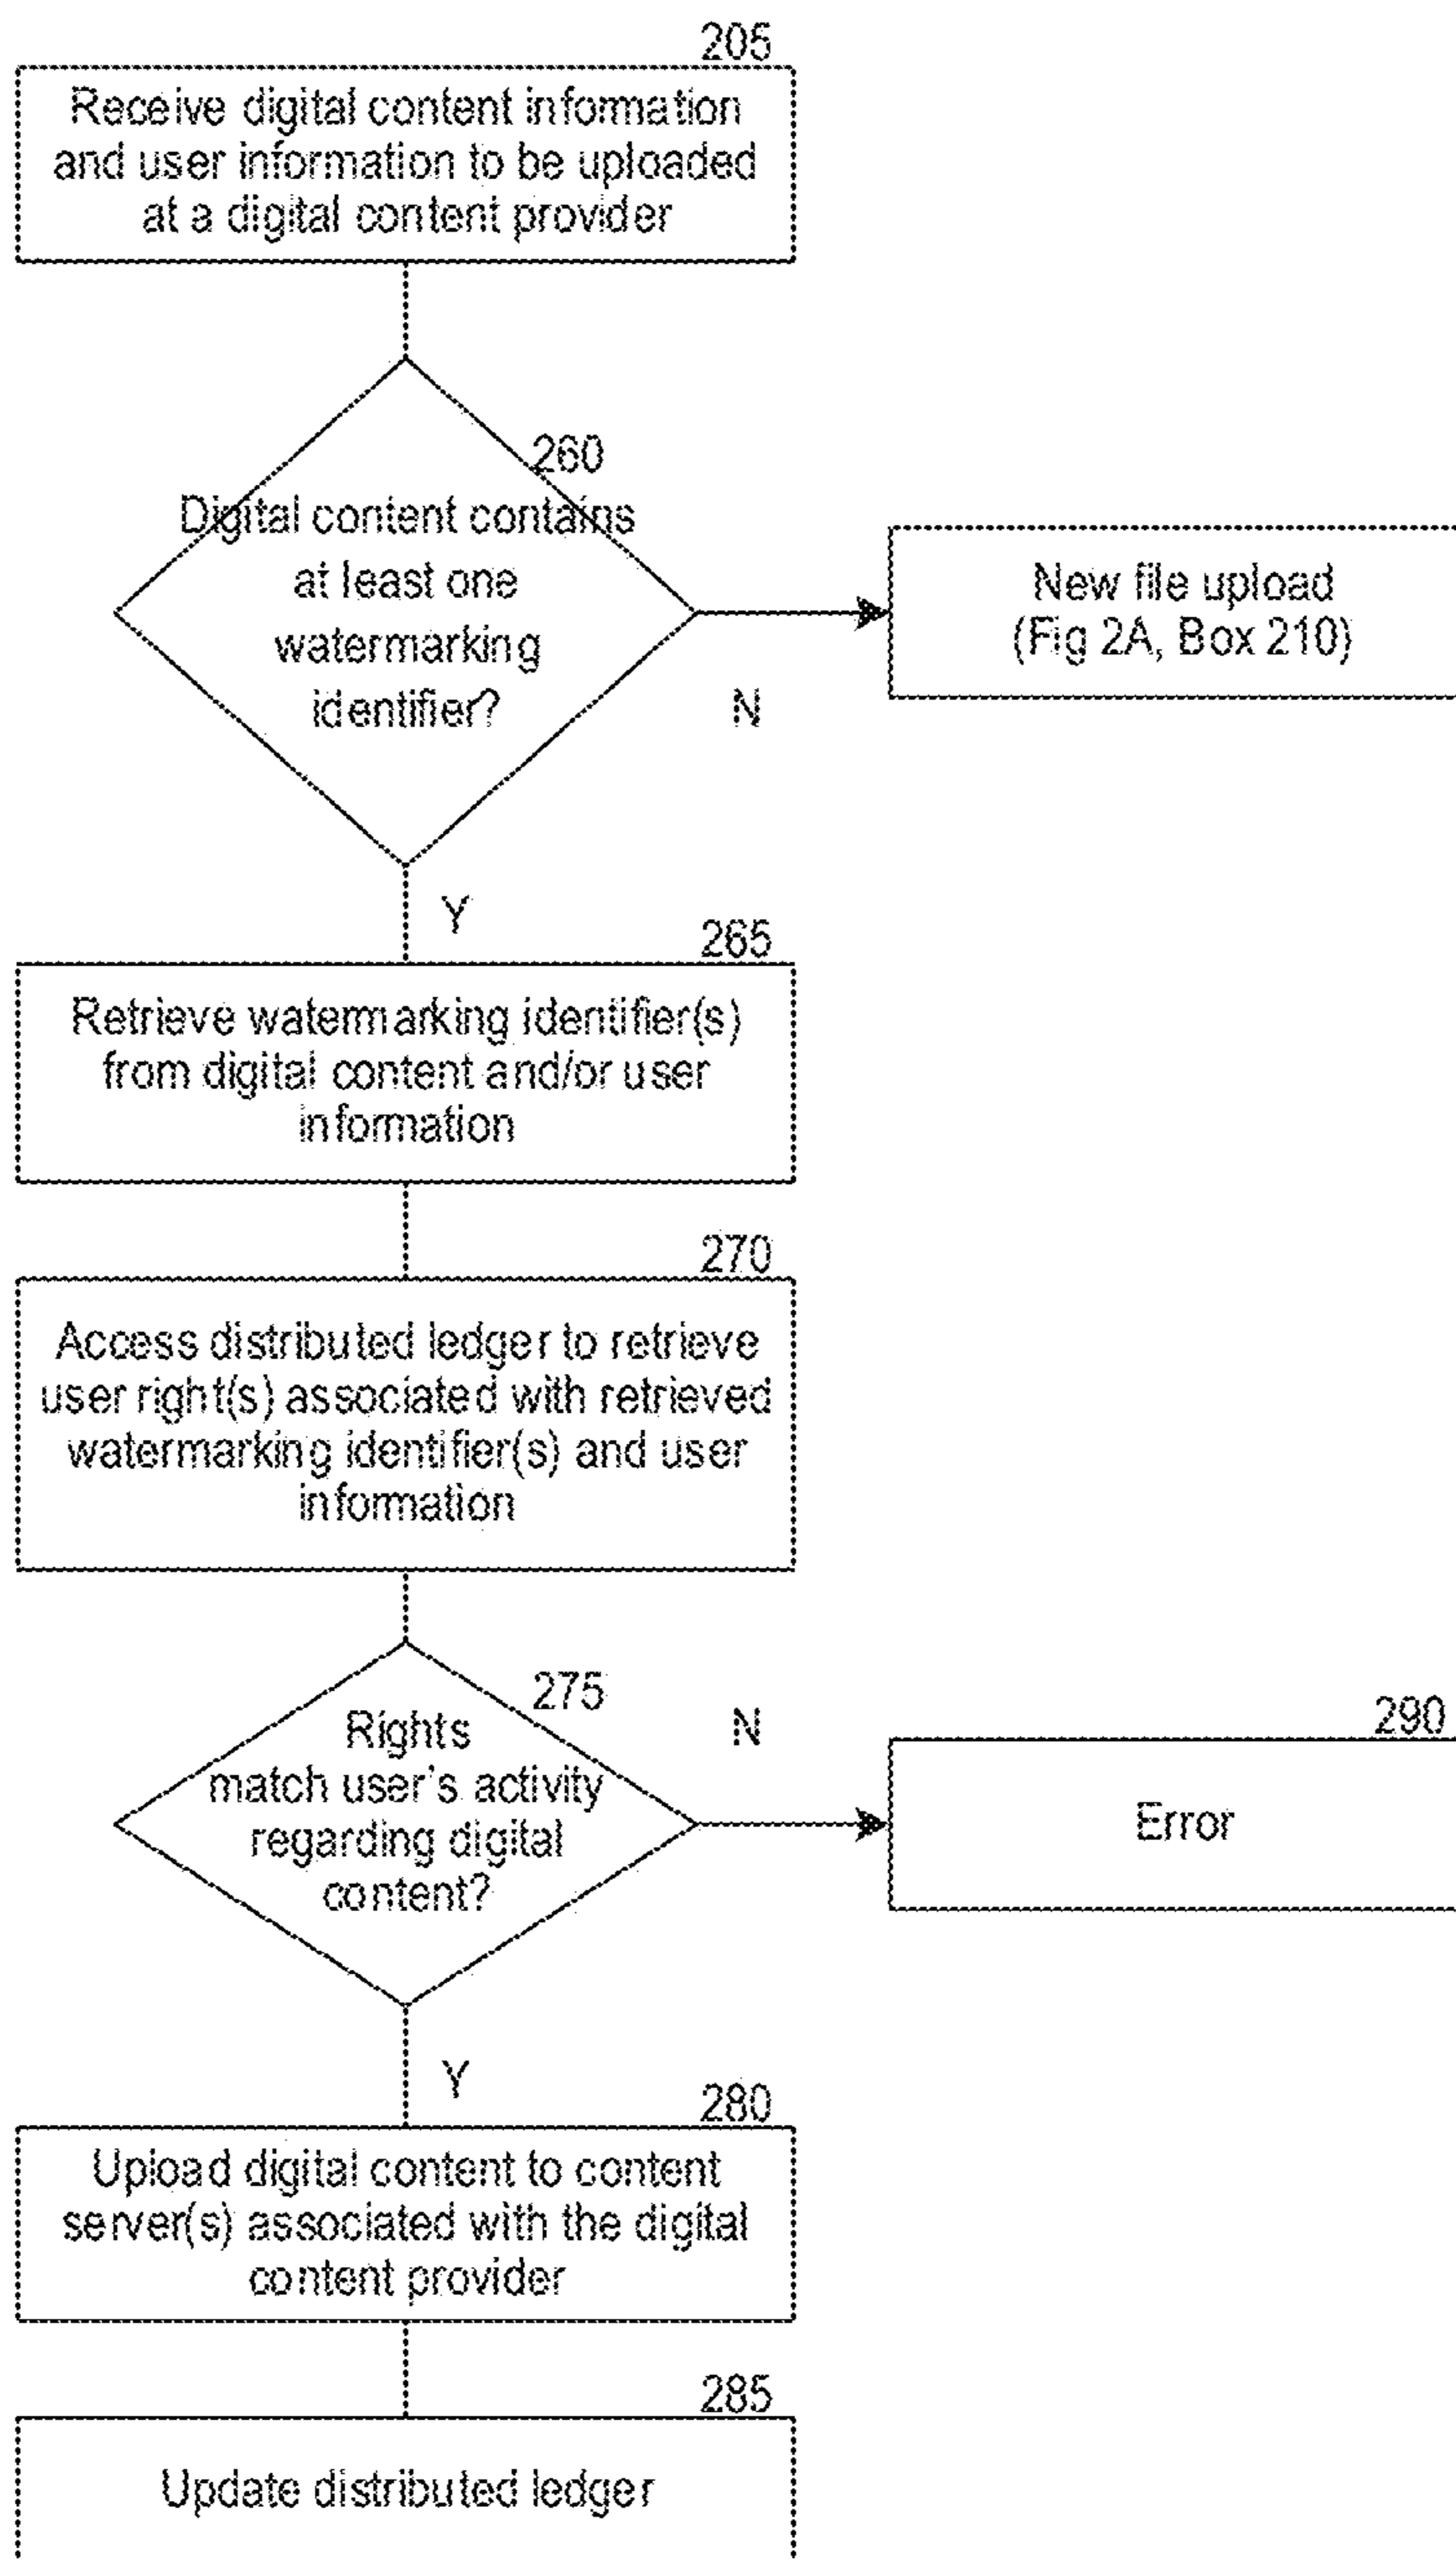 205
Receive digital content information
and user information to be uploaded
at a digital content provider
260
Digital content contains
at least one
watermarking
identifier?
New file upload
(Fig 2A, Box 210)
N
Y
265
Retrieve watermarking identifier(s)
from digital content and/or user
information
270
Access distributed ledger to retrieve
user right(s) associated with retrieved
watermarking identifier(s) and user
information
275
Rights
match user's activity
regarding digital
content?
N
290
Error
Y
280
Upload digital content to content
server(s) associated with the digital
content provider
285
Update distributed ledger